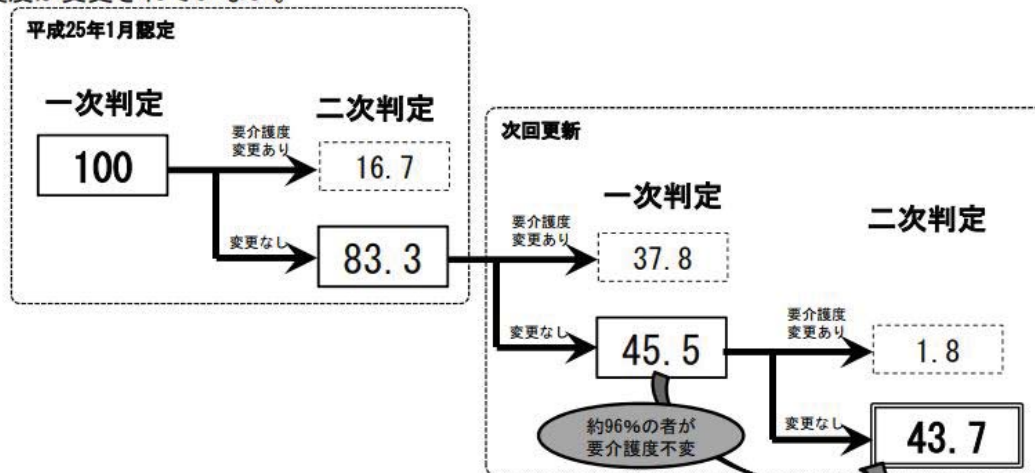 平成25年1月認定
一次判定
二次判定
100
要介護度
変更あり
16.7
変更なし
83.3
次回更新
一次判定
二次判定
要介護度
変更あり
37.8
変更なし
45.5
要介護度
変更あり
1.8
変更なし
43.7
約96%の者が
要介護度不変